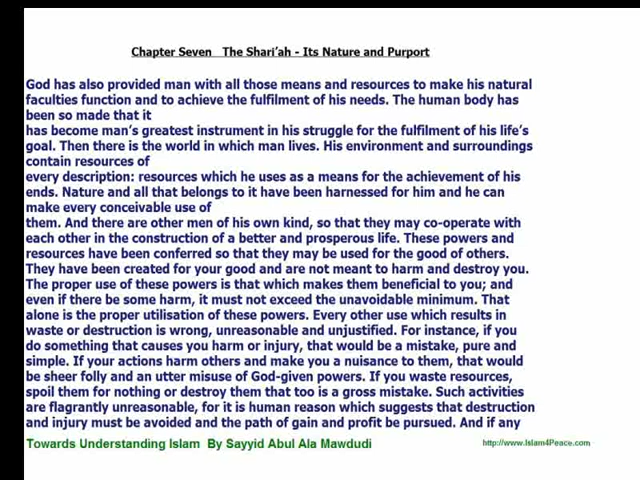 Chapter Seven The Shari'ah - Its Nature and Purport
God has also provided man with all those means and resources to make his natural
faculties function and to achieve the fulfilment of his needs. The human body has
been so made that it
has become man's greatest instrument in his struggle for the fulfilment of his life's
goal. Then there is the world in which man lives. His environment and surroundings
contain resources of
every description: resources which he uses as a means for the achievement of his
ends. Nature and all that belongs to it have been harnessed for him and he can
make every conceivable use of
them. And there are other men of his own kind, so that they may co-operate with
each other in the construction of a better and prosperous life. These powers and
resources have been conferred so that they may be used for the good of others.
They have been created for your good and are not meant to harm and destroy you.
The proper use of these powers is that which makes them beneficial to you; and
even if there be some harm, it must not exceed the unavoidable minimum. That
alone is the proper utilisation of these powers. Every other use which results in
waste or destruction is wrong, unreasonable and unjustified. For instance, if you
do something that causes you harm or injury, that would be a mistake, pure and
simple. If your actions harm others and make you a nuisance to them, that would
be sheer folly and an utter misuse of God-given powers. If you waste resources,
spoil them for nothing or destroy them that too is a gross mistake. Such activities
are flagrantly unreasonable, for it is human reason which suggests that destruction
and injury must be avoided and the path of gain and profit be pursued. And if any
Towards Understanding Islam By Sayyid Abul Ala Mawdudi
http://www.Islam4Peace.com